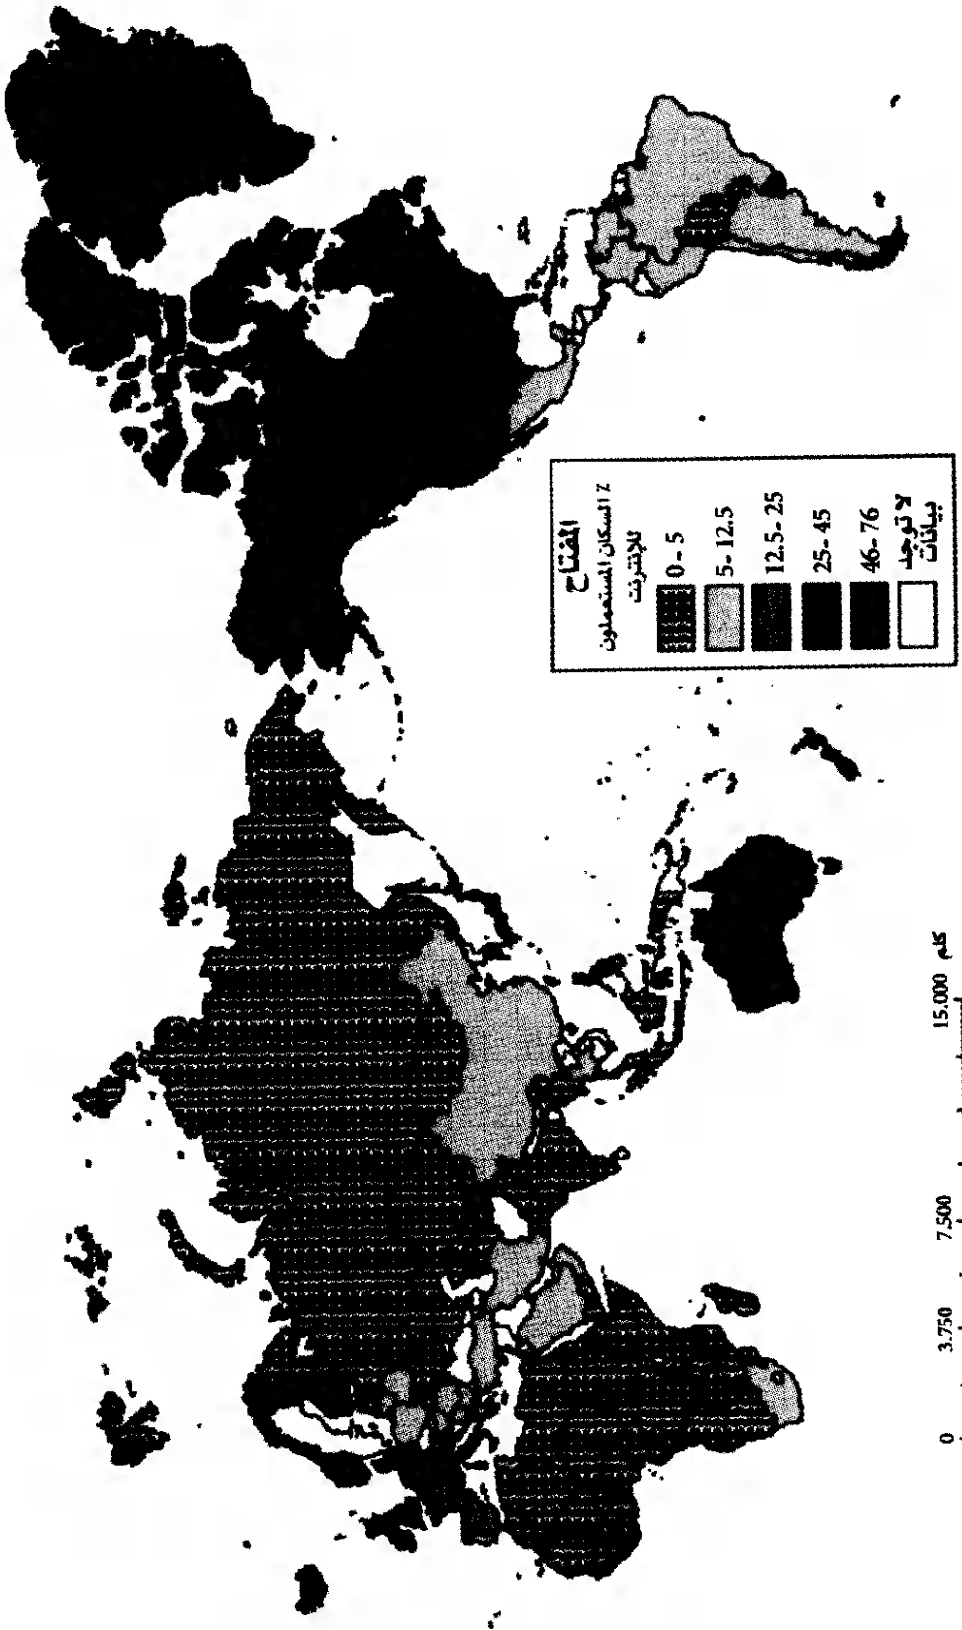 المفتاح
٪ السكان المستعملون
للإنترنت
0 - 5
5- 12.5
12.5- 25
25- 45
46- 76
لا توجد
بيانات
0 3.750 7.500 15.000 كلم